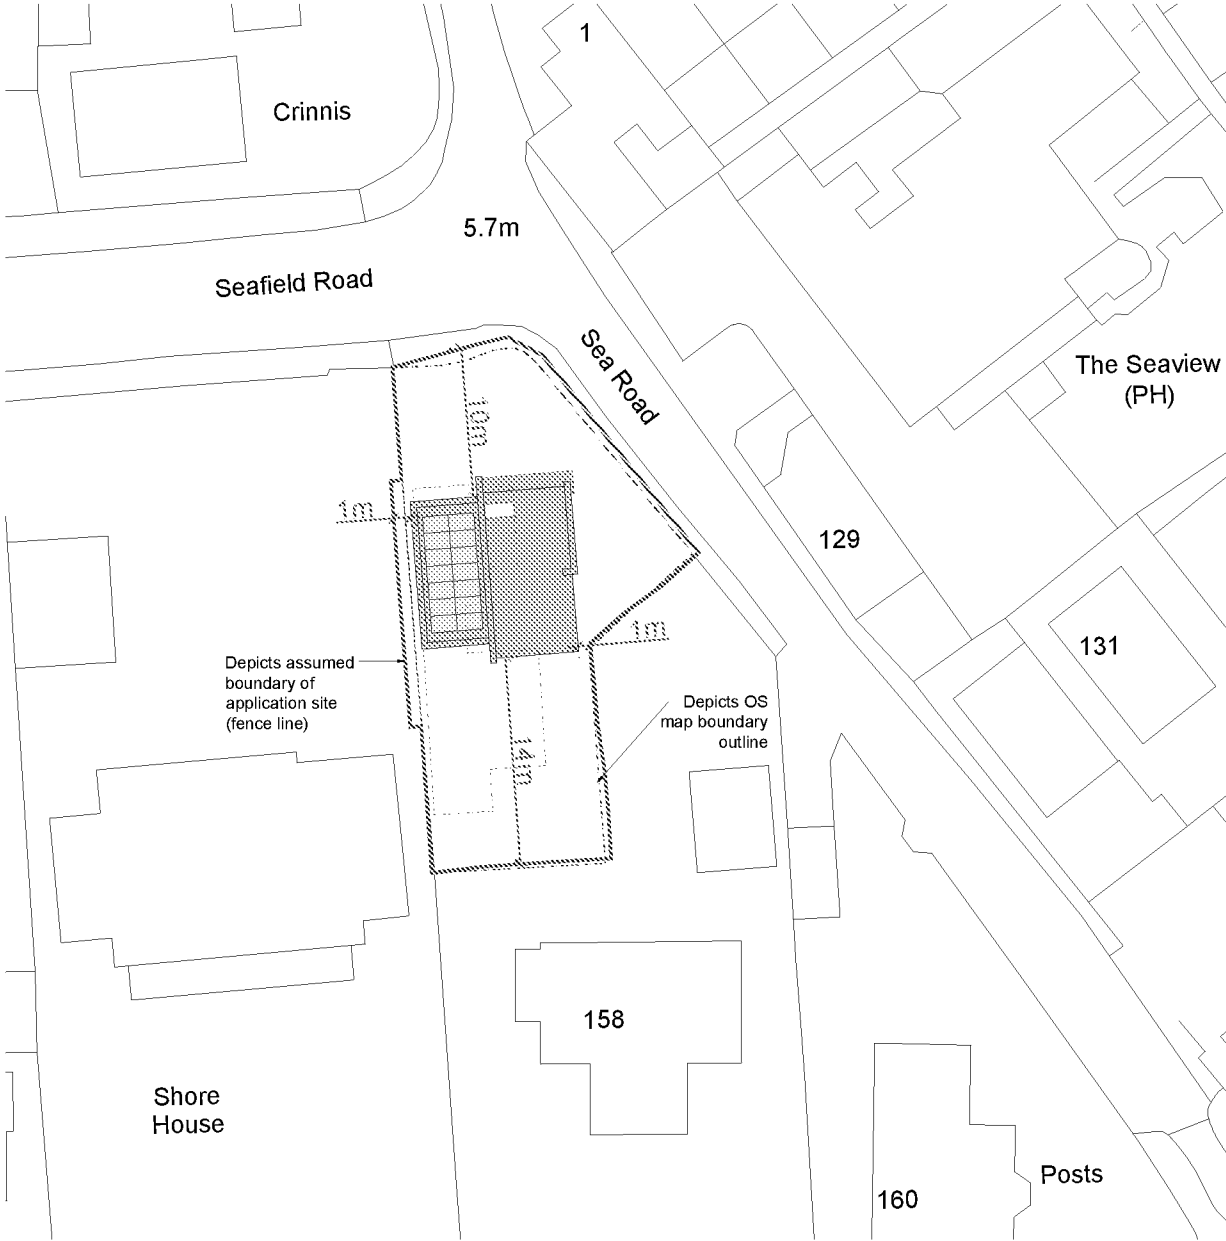 1
Crinnis
5.7m
Seafield Road
Sea Road
The Seaview
(PH)
10m
1m
129
1m
131
Depicts assumed
boundary of
application site
(fence line)
Depicts OS
map boundary
outline
14m
158
Shore
House
Posts
160